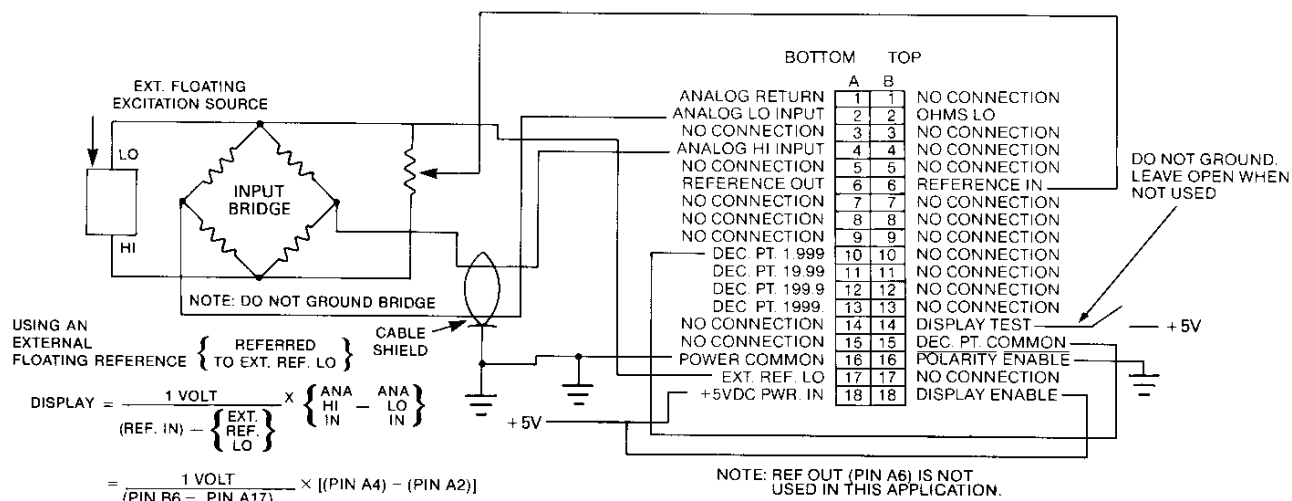 BOTTOM TOP
A B
ANALOG RETURN 1 1 NO CONNECTION
ANALOG LO INPUT 2 2 OHMS LO
NO CONNECTION 3 3 NO CONNECTION
ANALOG HI INPUT 4 4 NO CONNECTION
NO CONNECTION 5 5 NO CONNECTION
REFERENCE OUT 6 6 REFERENCE IN
NO CONNECTION 7 7 NO CONNECTION
NO CONNECTION 8 8 NO CONNECTION
NO CONNECTION 9 9 NO CONNECTION
DEC. PT. 1.999 10 10 NO CONNECTION
DEC. PT. 19.99 11 11 NO CONNECTION
DEC. PT. 199.9 12 12 NO CONNECTION
DEC. PT. 1999. 13 13 NO CONNECTION
NO CONNECTION 14 14 DISPLAY TEST
NO CONNECTION 15 15 DEC. PT. COMMON
POWER COMMON 16 16 POLARITY ENABLE
EXT. REF. LO 17 17 NO CONNECTION
+5VDC PWR. IN 18 18 DISPLAY ENABLE
EXT. FLOATING
EXCITATION SOURCE
LO
HI
INPUT
BRIDGE
NOTE: DO NOT GROUND BRIDGE
CABLE
SHIELD
DO NOT GROUND.
LEAVE OPEN WHEN
NOT USED
+5V
+5V
USING AN
EXTERNAL
FLOATING REFERENCE { REFERRED TO EXT. REF. LO }
DISPLAY = 1 VOLT / (REF. IN) − { EXT. REF. LO } × { ANA HI IN − ANA LO IN }
= 1 VOLT / (PIN B6 − PIN A17) × [(PIN A4) − (PIN A2)]
NOTE: REF OUT (PIN A6) IS NOT
USED IN THIS APPLICATION.